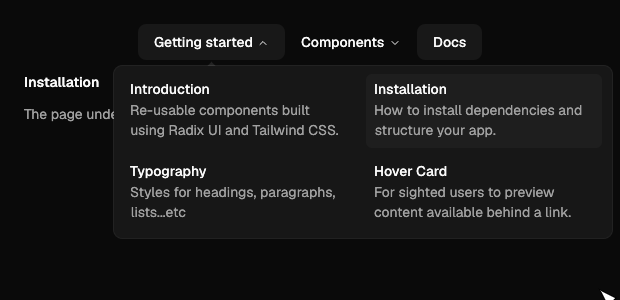 Getting started
Components
Docs
Installation
The page unde
Introduction
Re-usable components built
using Radix UI and Tailwind CSS.
Installation
How to install dependencies and
structure your app.
Typography
Styles for headings, paragraphs,
lists...etc
Hover Card
For sighted users to preview
content available behind a link.